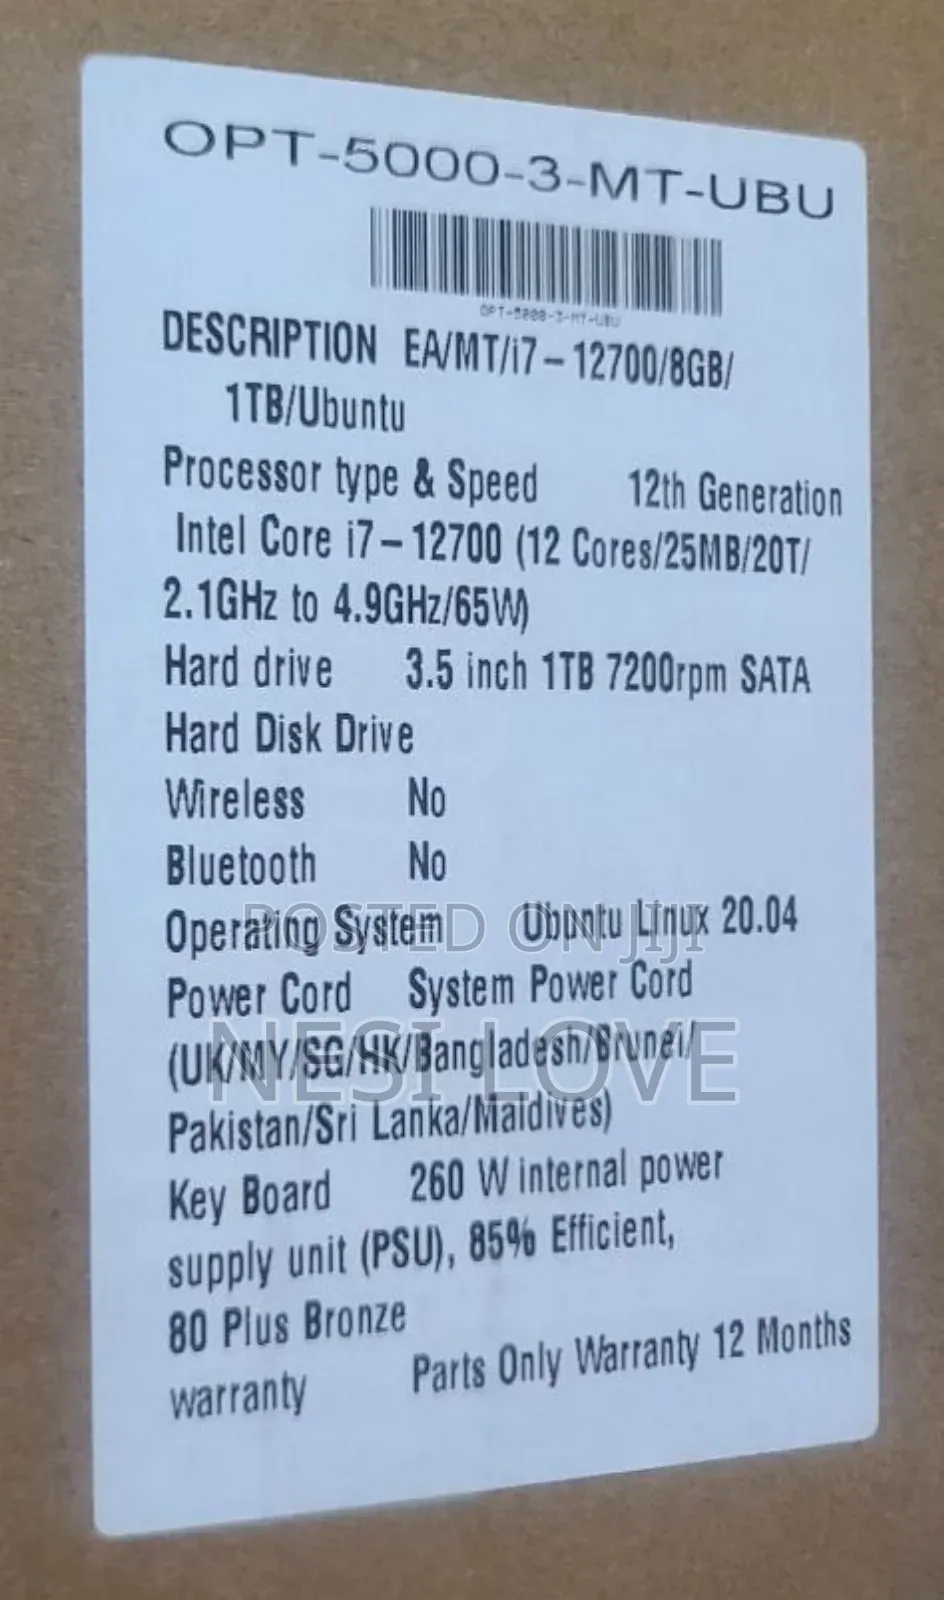 OPT-5000-3-MT-UBU
OPT-5000-3-MT-UBU
DESCRIPTION EA/MT/i7-12700/8GB/
1TB/Ubuntu
Processor type & Speed 12th Generation
Intel Core i7-12700 (12 Cores/25MB/20T/
2.1GHz to 4.9GHz/65W)
Hard drive 3.5 inch 1TB 7200rpm SATA
Hard Disk Drive
Wireless No
Bluetooth No
Operating System Ubuntu Linux 20.04
POSTED ON JIJI
Power Cord System Power Cord
NESI LOVE
(UK/MY/SG/HK/Bangladesh/Brunei/
Pakistan/Sri Lanka/Maldives)
Key Board 260 W internal power
supply unit (PSU), 85% Efficient,
80 Plus Bronze
warranty Parts Only Warranty 12 Months